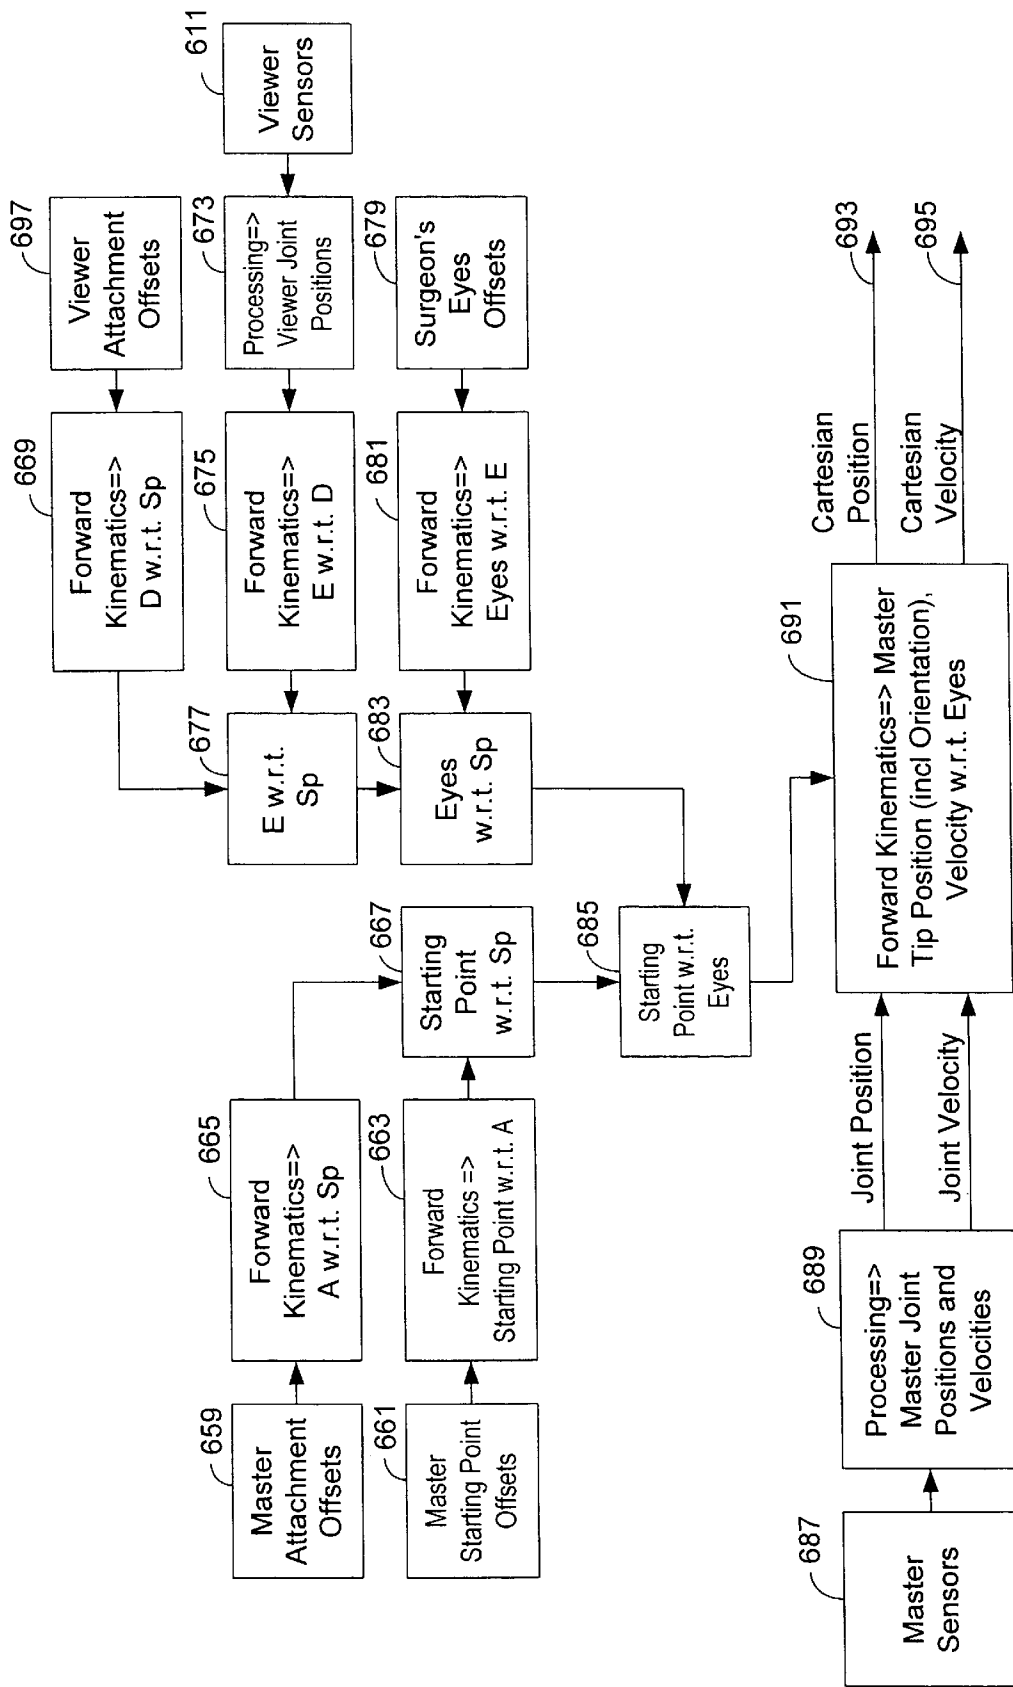 659
Master
Attachment
Offsets
665
Forward
Kinematics=>
A w.r.t. Sp
661
Master
Starting Point
Offsets
663
Forward
Kinematics =>
Starting Point w.r.t. A
667
Starting
Point
w.r.t. Sp
697
Viewer
Attachment
Offsets
669
Forward
Kinematics=>
D w.r.t. Sp
611
Viewer
Sensors
673
Processing=>
Viewer Joint
Positions
675
Forward
Kinematics=>
E w.r.t. D
677
E w.r.t.
Sp
679
Surgeon's
Eyes
Offsets
681
Forward
Kinematics=>
Eyes w.r.t. E
683
Eyes
w.r.t. Sp
685
Starting
Point w.r.t.
Eyes
687
Master
Sensors
689
Processing=>
Master Joint
Positions and
Velocities
Joint Position
Joint Velocity
691
Forward Kinematics=> Master
Tip Position (incl Orientation),
Velocity w.r.t. Eyes
Cartesian
Position
693
Cartesian
Velocity
695